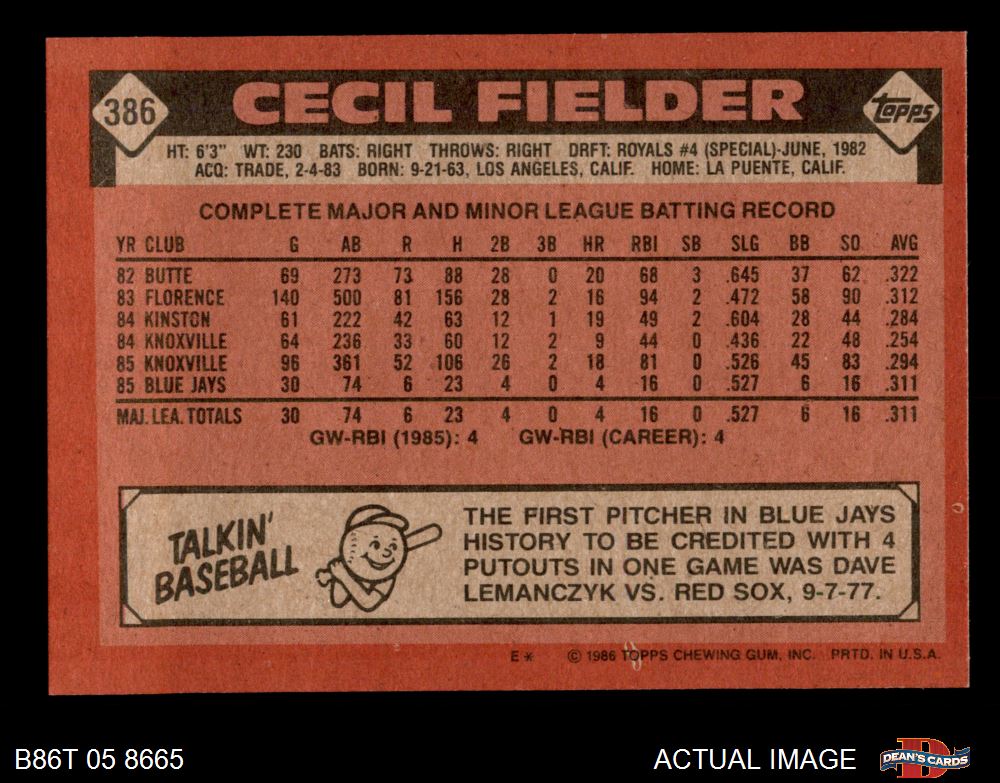 386 CECIL FIELDER TOPPS
HT: 6'3" WT: 230 BATS: RIGHT THROWS: RIGHT DRFT: ROYALS #4 (SPECIAL)-JUNE, 1982
ACQ: TRADE, 2-4-83 BORN: 9-21-63, LOS ANGELES, CALIF. HOME: LA PUENTE, CALIF.
COMPLETE MAJOR AND MINOR LEAGUE BATTING RECORD
YR CLUB G AB R H 2B 3B HR RBI SB SLG BB SO AVG
82 BUTTE 69 273 73 88 28 0 20 68 3 .645 37 62 .322
83 FLORENCE 140 500 81 156 28 2 16 94 2 .472 58 90 .312
84 KINSTON 61 222 42 63 12 1 19 49 2 .604 28 44 .284
84 KNOXVILLE 64 236 33 60 12 2 9 44 0 .436 22 48 .254
85 KNOXVILLE 96 361 52 106 26 2 18 81 0 .526 45 83 .294
85 BLUE JAYS 30 74 6 23 4 0 4 16 0 .527 6 16 .311
MAJ. LEA. TOTALS 30 74 6 23 4 0 4 16 0 .527 6 16 .311
GW-RBI (1985): 4 GW-RBI (CAREER): 4
TALKIN'
BASEBALL
THE FIRST PITCHER IN BLUE JAYS
HISTORY TO BE CREDITED WITH 4
PUTOUTS IN ONE GAME WAS DAVE
LEMANCZYK VS. RED SOX, 9-7-77.
E* © 1986 TOPPS CHEWING GUM, INC. PRTD. IN U.S.A.
B86T 05 8665
ACTUAL IMAGE
D
DEAN'S CARDS